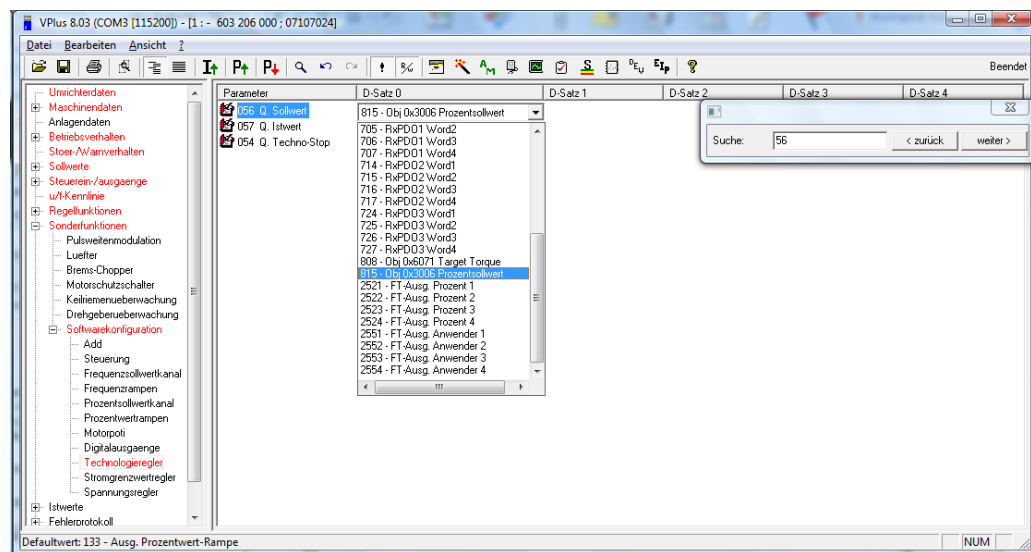 VPlus 8.03 (COM3 [115200]) - [1 : - 603 206 000 ; 07107024]
Datei Bearbeiten Ansicht ?
Beendet
Umrichterdaten
Maschinendaten
Anlagendaten
Betriebsverhalten
Stoer-/Warnverhalten
Sollwerte
Steuerein-/ausgaenge
u/f-Kennlinie
Regelfunktionen
Sonderfunktionen
Pulsweitenmodulation
Luefter
Brems-Chopper
Motorschutzschalter
Keilriemenueberwachung
Drehgeberueberwachung
Softwarekonfiguration
Add
Steuerung
Frequenzsollwertkanal
Frequenzrampen
Prozentsollwertkanal
Prozentwertrampen
Motorpoti
Digitalausgaenge
Technologieregler
Stromgrenzwertregler
Spannungsregler
Istwerte
Fehlerprotokoll
Parameter D-Satz 0 D-Satz 1 D-Satz 2 D-Satz 3 D-Satz 4
056 Q. Sollwert
057 Q. Istwert
054 Q. Techno-Stop
815 - Obj 0x3006 Prozentsollwert
705 - RxPDO1 Word2
706 - RxPDO1 Word3
707 - RxPDO1 Word4
714 - RxPDO2 Word1
715 - RxPDO2 Word2
716 - RxPDO2 Word3
717 - RxPDO2 Word4
724 - RxPDO3 Word1
725 - RxPDO3 Word2
726 - RxPDO3 Word3
727 - RxPDO3 Word4
808 - Obj 0x6071 Target Torque
815 - Obj 0x3006 Prozentsollwert
2521 - FT-Ausg. Prozent 1
2522 - FT-Ausg. Prozent 2
2523 - FT-Ausg. Prozent 3
2524 - FT-Ausg. Prozent 4
2551 - FT-Ausg. Anwender 1
2552 - FT-Ausg. Anwender 2
2553 - FT-Ausg. Anwender 3
2554 - FT-Ausg. Anwender 4
Suche: 56 < zurück weiter >
Defaultwert: 133 - Ausg. Prozentwert-Rampe
NUM